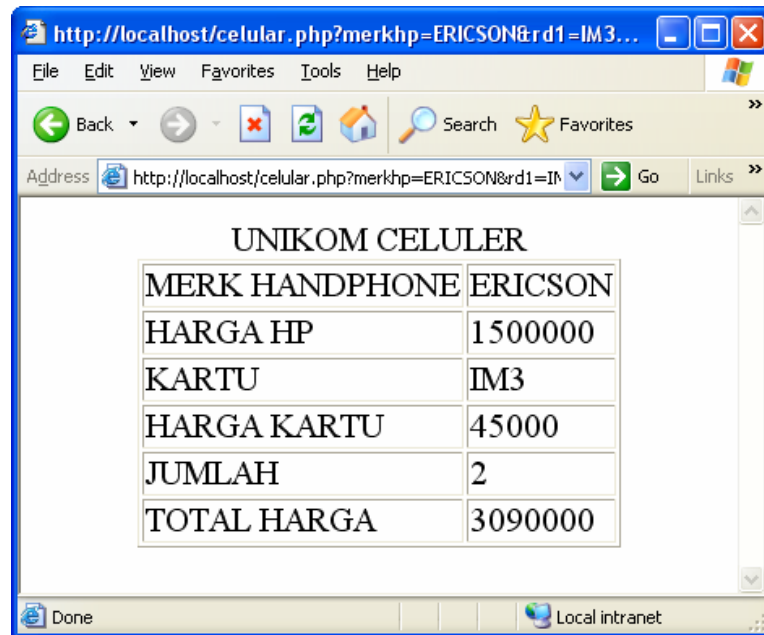 http://localhost/celular.php?merkhp=ERICSON&rd1=IM3...
File Edit View Favorites Tools Help
Back Search Favorites »
Address http://localhost/celular.php?merkhp=ERICSON&rd1=IM Go Links »
UNIKOM CELULER
MERK HANDPHONE ERICSON
HARGA HP 1500000
KARTU IM3
HARGA KARTU 45000
JUMLAH 2
TOTAL HARGA 3090000
Done Local intranet